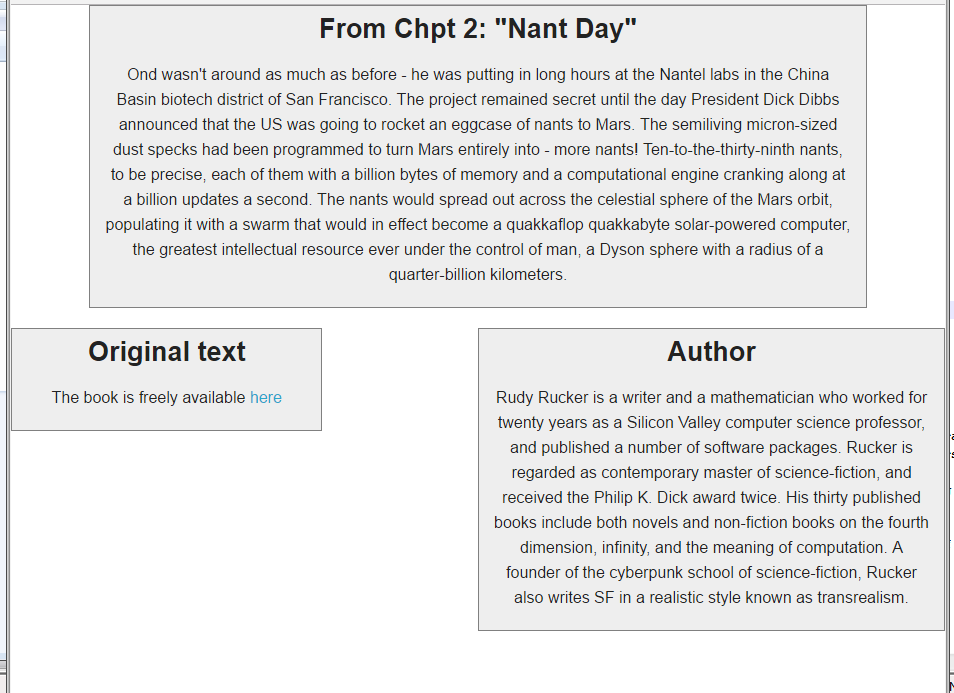 From Chpt 2: "Nant Day"
Ond wasn't around as much as before - he was putting in long hours at the Nantel labs in the China
Basin biotech district of San Francisco. The project remained secret until the day President Dick Dibbs
announced that the US was going to rocket an eggcase of nants to Mars. The semiliving micron-sized
dust specks had been programmed to turn Mars entirely into - more nants! Ten-to-the-thirty-ninth nants,
to be precise, each of them with a billion bytes of memory and a computational engine cranking along at
a billion updates a second. The nants would spread out across the celestial sphere of the Mars orbit,
populating it with a swarm that would in effect become a quakkaflop quakkabyte solar-powered computer,
the greatest intellectual resource ever under the control of man, a Dyson sphere with a radius of a
quarter-billion kilometers.
Original text
The book is freely available here
Author
Rudy Rucker is a writer and a mathematician who worked for
twenty years as a Silicon Valley computer science professor,
and published a number of software packages. Rucker is
regarded as contemporary master of science-fiction, and
received the Philip K. Dick award twice. His thirty published
books include both novels and non-fiction books on the fourth
dimension, infinity, and the meaning of computation. A
founder of the cyberpunk school of science-fiction, Rucker
also writes SF in a realistic style known as transrealism.